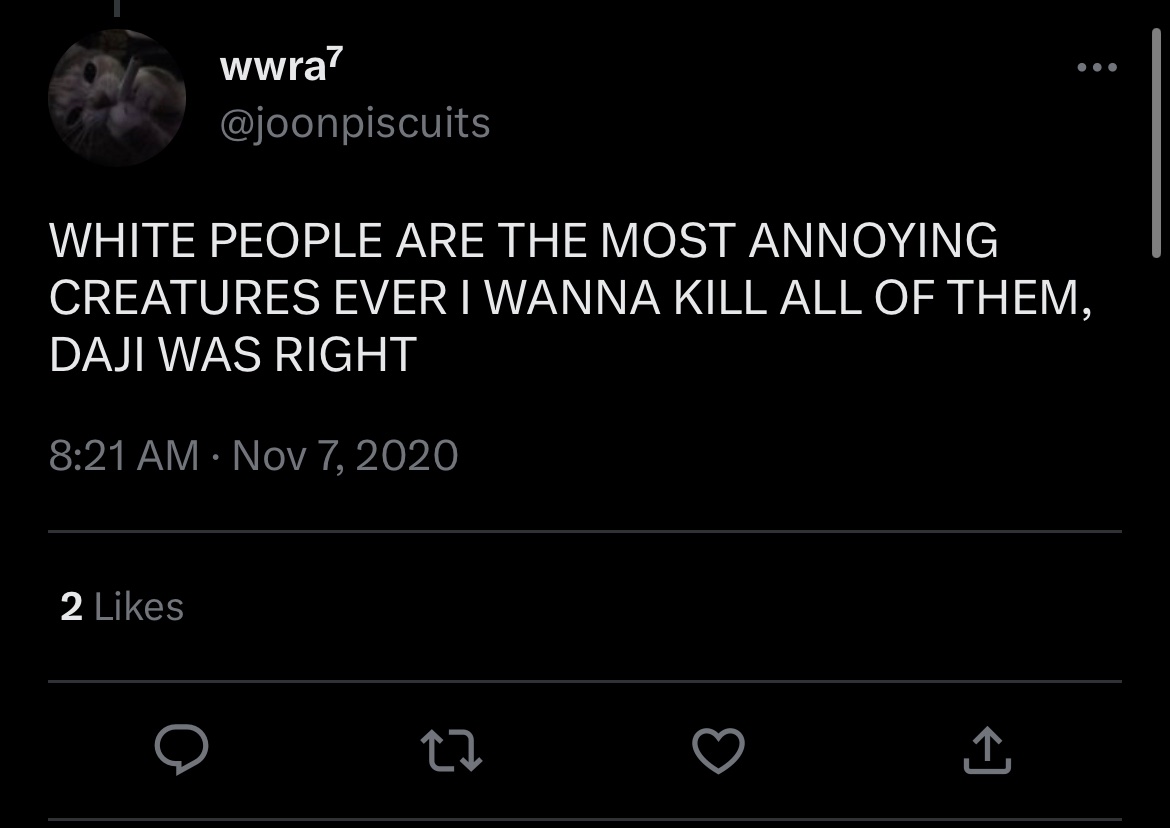 wwra⁷
@joonpiscuits
WHITE PEOPLE ARE THE MOST ANNOYING
CREATURES EVER I WANNA KILL ALL OF THEM,
DAJI WAS RIGHT
8:21 AM · Nov 7, 2020
2 Likes